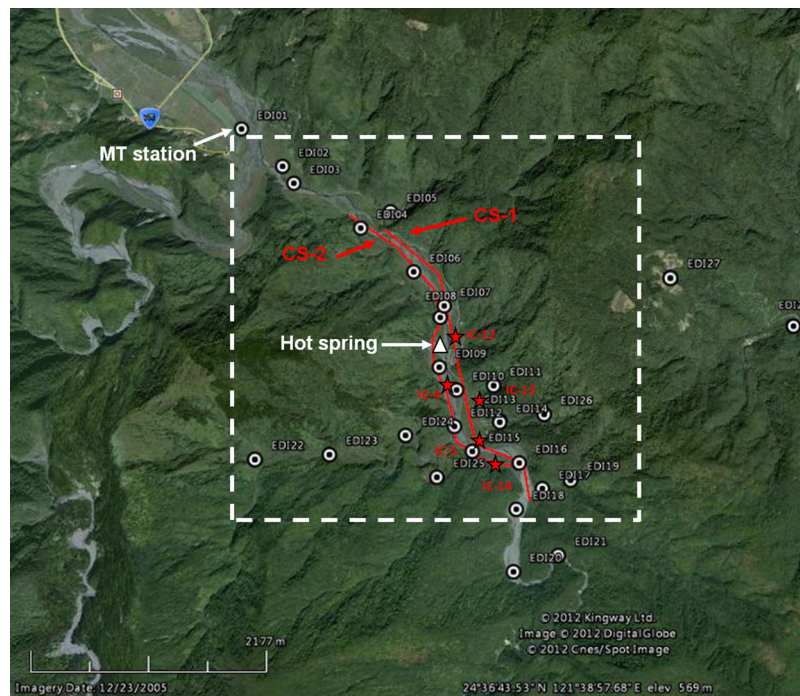 EDI01
MT station
EDI02
EDI03
EDI05
EDI04
CS-1
CS-2
EDI06
EDI27
EDI08
EDI07
Hot spring
IC-12
EDI09
EDI10
EDI11
IC-4
IC-13
EDI13
EDI26
EDI12
EDI14
EDI24
EDI15
EDI23
EDI22
EDI16
EDI25
EDI19
EDI17
EDI18
EDI21
EDI20
© 2012 Kingway Ltd.
Image © 2012 DigitalGlobe
© 2012 Cnes/Spot Image
2177 m
Imagery Date: 12/23/2005
24°36'43.53" N 121°38'57.68" E elev 569 m